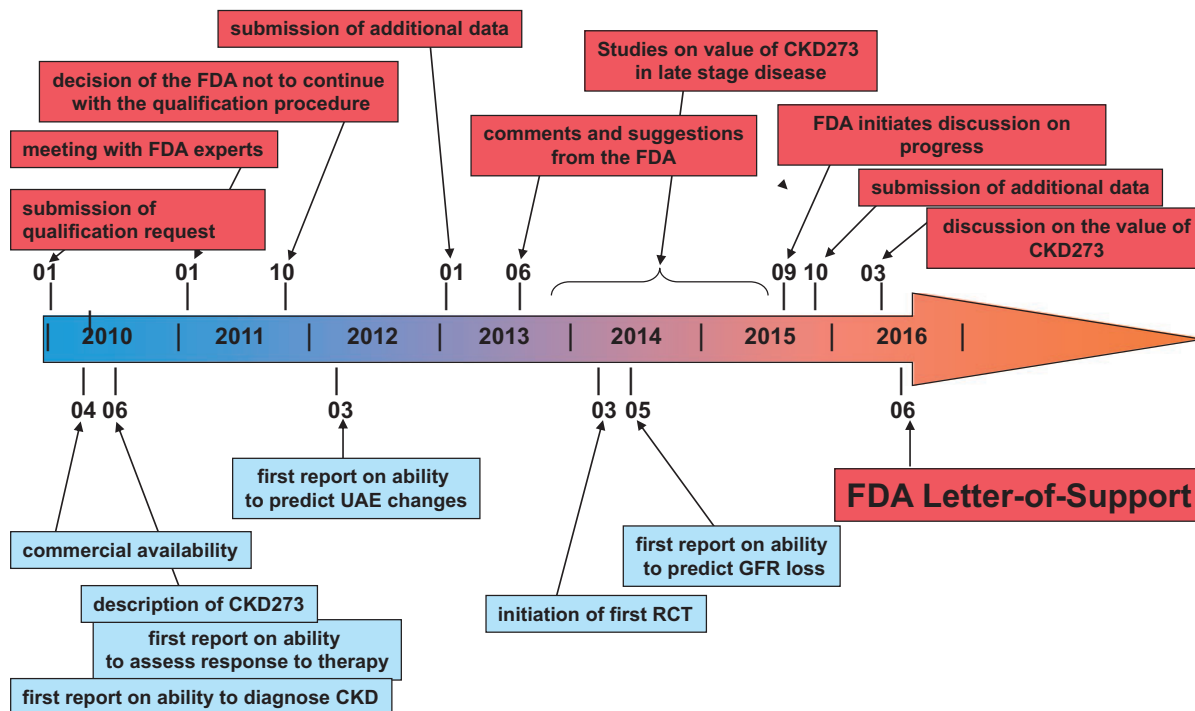 submission of additional data
decision of the FDA not to continue
with the qualification procedure
meeting with FDA experts
submission of
qualification request
Studies on value of CKD273
in late stage disease
comments and suggestions
from the FDA
FDA initiates discussion on
progress
submission of additional data
discussion on the value of
CKD273
01 01 10 01 06 09 10 03
2010 2011 2012 2013 2014 2015 2016
04 06 03 03 05 06
first report on ability
to predict UAE changes
FDA Letter-of-Support
commercial availability
first report on ability
to predict GFR loss
description of CKD273
initiation of first RCT
first report on ability
to assess response to therapy
first report on ability to diagnose CKD